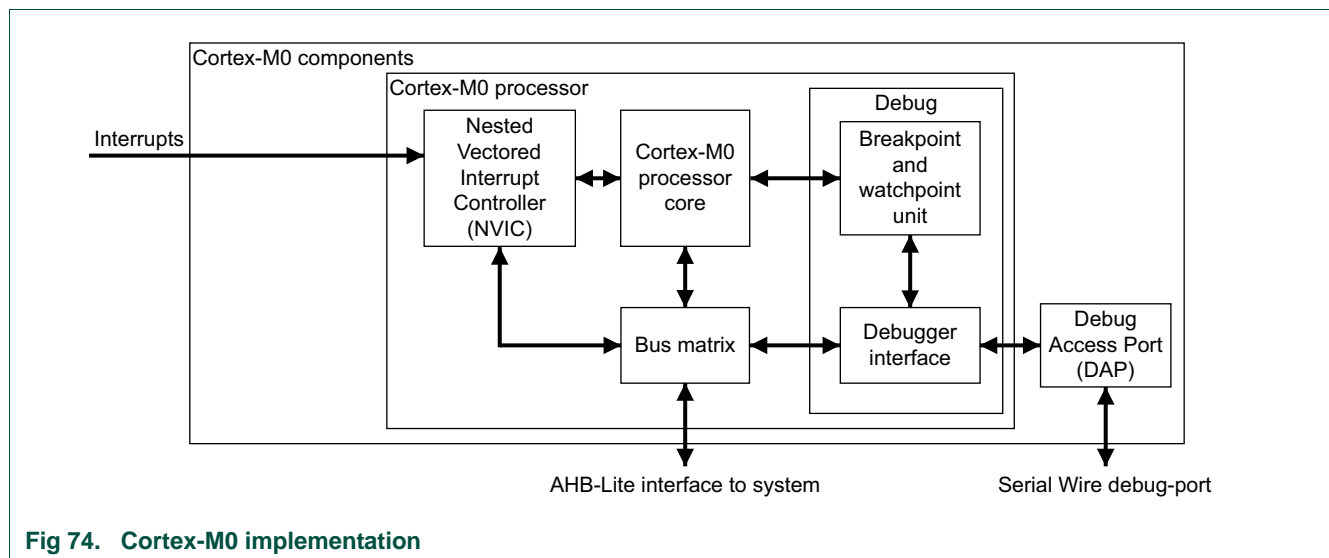 Cortex-M0 components
Cortex-M0 processor
Debug
Interrupts
Nested
Vectored
Interrupt
Controller
(NVIC)
Cortex-M0
processor
core
Breakpoint
and
watchpoint
unit
Bus matrix
Debugger
interface
Debug
Access Port
(DAP)
AHB-Lite interface to system
Serial Wire debug-port
Fig 74. Cortex-M0 implementation